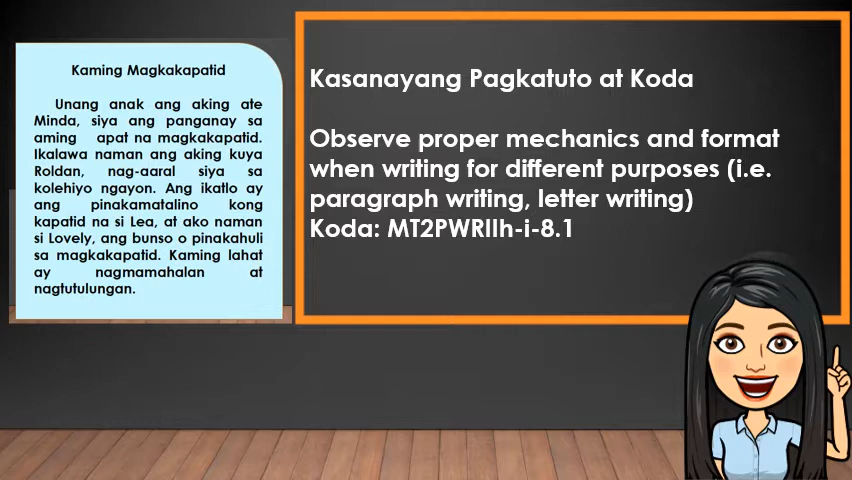 Kaming Magkakapatid
Unang anak ang aking ate
Minda, siya ang panganay sa
aming apat na magkakapatid.
Ikalawa naman ang aking kuya
Roldan, nag-aaral siya sa
kolehiyo ngayon. Ang ikatlo ay
ang pinakamatalino kong
kapatid na si Lea, at ako naman
si Lovely, ang bunso o pinakahuli
sa magkakapatid. Kaming lahat
ay nagmamahalan at
nagtutulungan.
Kasanayang Pagkatuto at Koda
Observe proper mechanics and format
when writing for different purposes (i.e.
paragraph writing, letter writing)
Koda: MT2PWRIIh-i-8.1